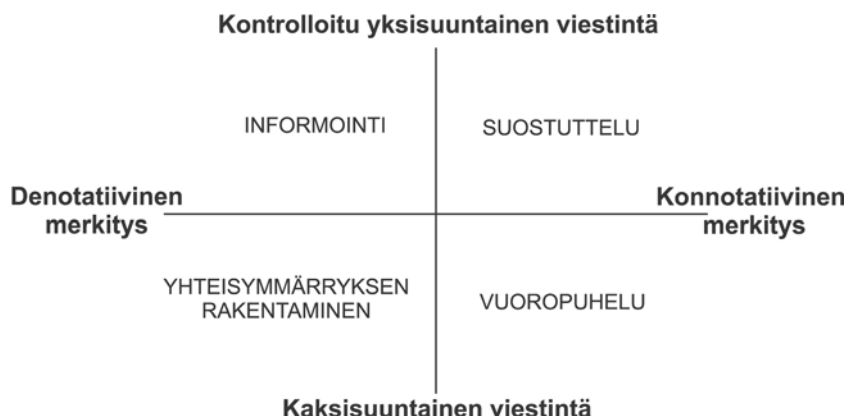 Kontrolloitu yksisuuntainen viestintä
INFORMOINTI
SUOSTUTTELU
Denotatiivinen
merkitys
Konnotatiivinen
merkitys
YHTEISYMMÄRRYKSEN
RAKENTAMINEN
VUOROPUHELU
Kaksisuuntainen viestintä